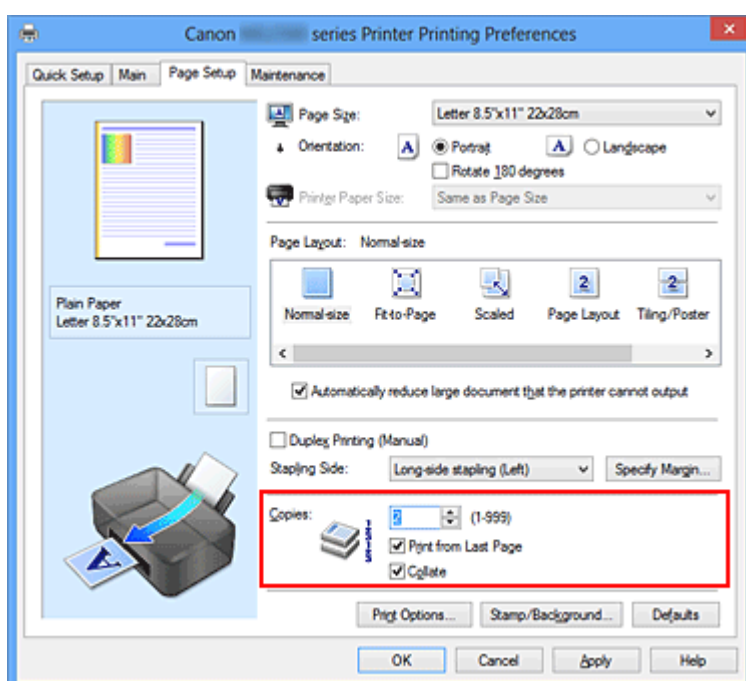 Canon series Printer Printing Preferences
Quick Setup Main Page Setup Maintenance
Page Size: Letter 8.5"x11" 22x28cm
Orientation: A Portrait A Landscape
Rotate 180 degrees
Printer Paper Size: Same as Page Size
Page Layout: Normal-size
2 2
Normal-size Fit-to-Page Scaled Page Layout Tiling/Poster
Plain Paper
Letter 8.5"x11" 22x28cm
Automatically reduce large document that the printer cannot output
Duplex Printing (Manual)
Stapling Side: Long-side stapling (Left) Specify Margin...
Copies: 2 (1-999)
Print from Last Page
Collate
A
Print Options... Stamp/Background... Defaults
OK Cancel Apply Help